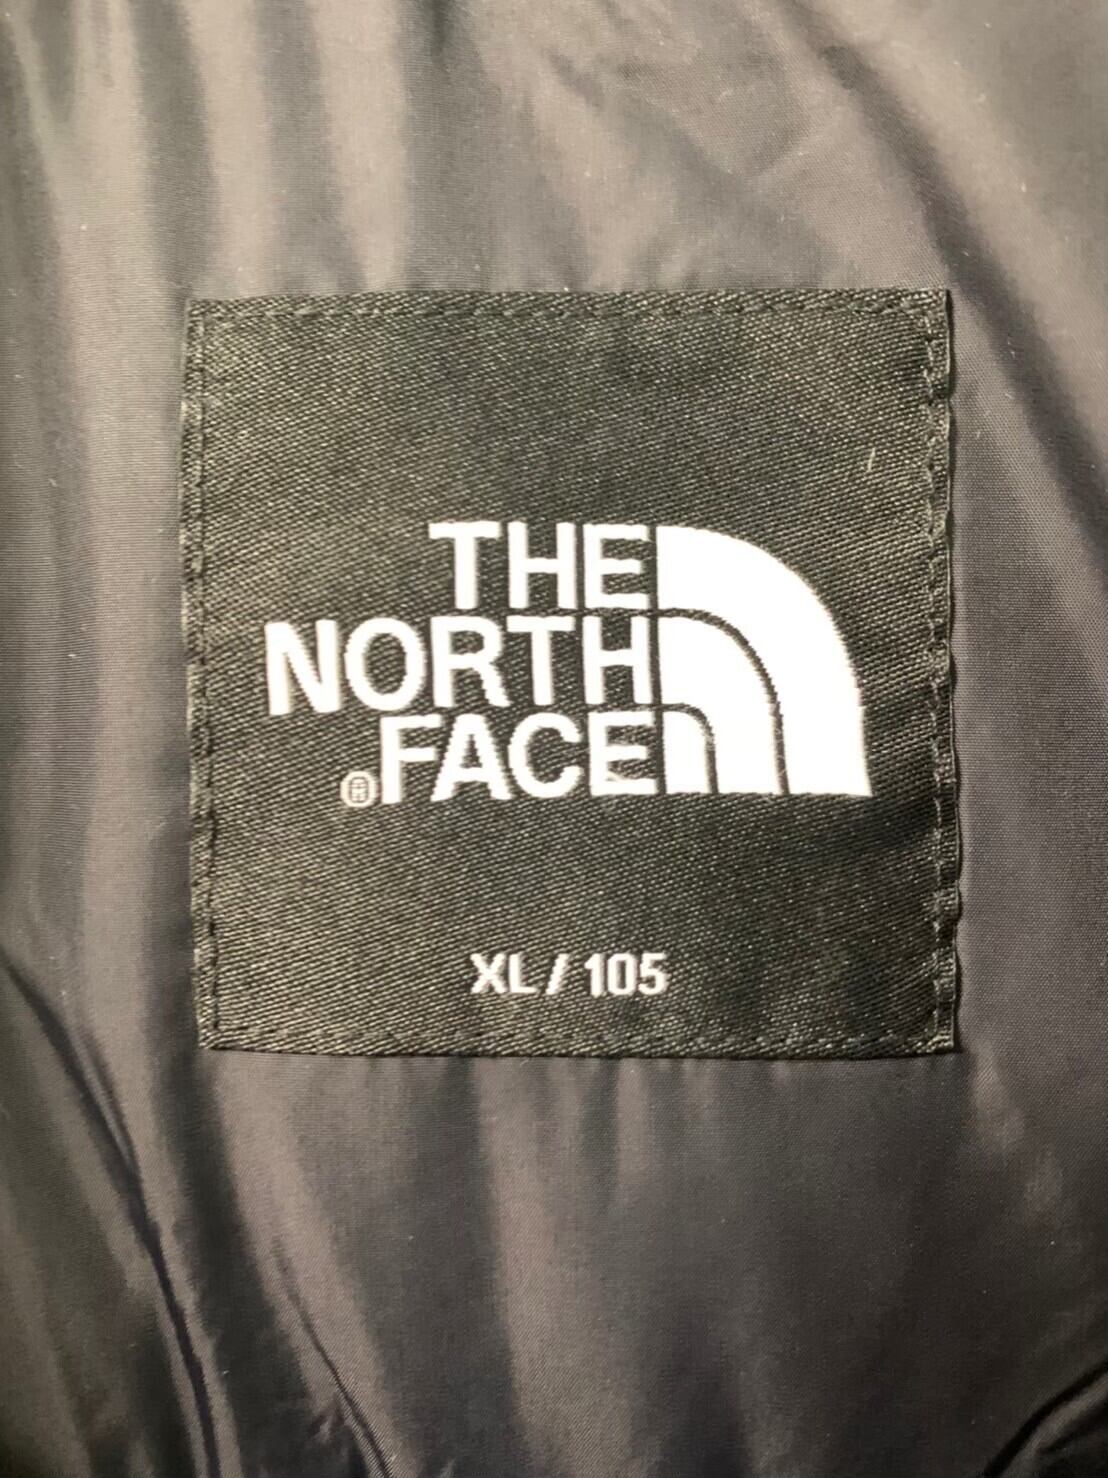 THE
NORTH
®FACE
XL / 105